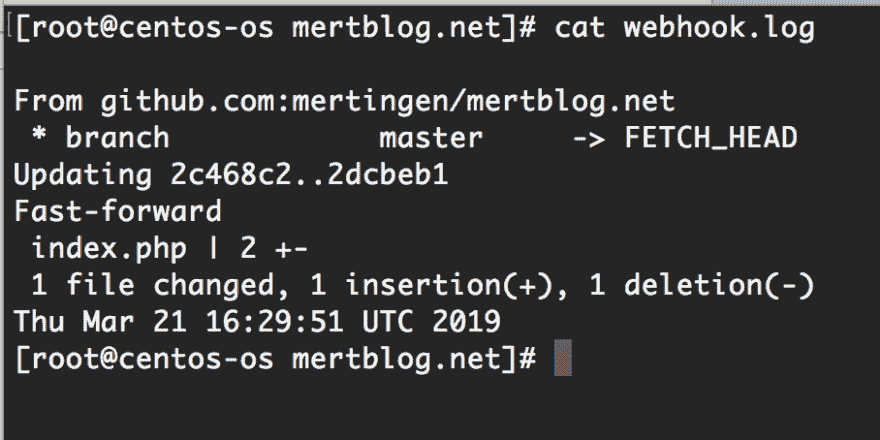 [root@centos-os mertblog.net]# cat webhook.log
From github.com:mertingen/mertblog.net
* branch master -> FETCH_HEAD
Updating 2c468c2..2dcbeb1
Fast-forward
index.php | 2 +-
1 file changed, 1 insertion(+), 1 deletion(-)
Thu Mar 21 16:29:51 UTC 2019
[root@centos-os mertblog.net]#